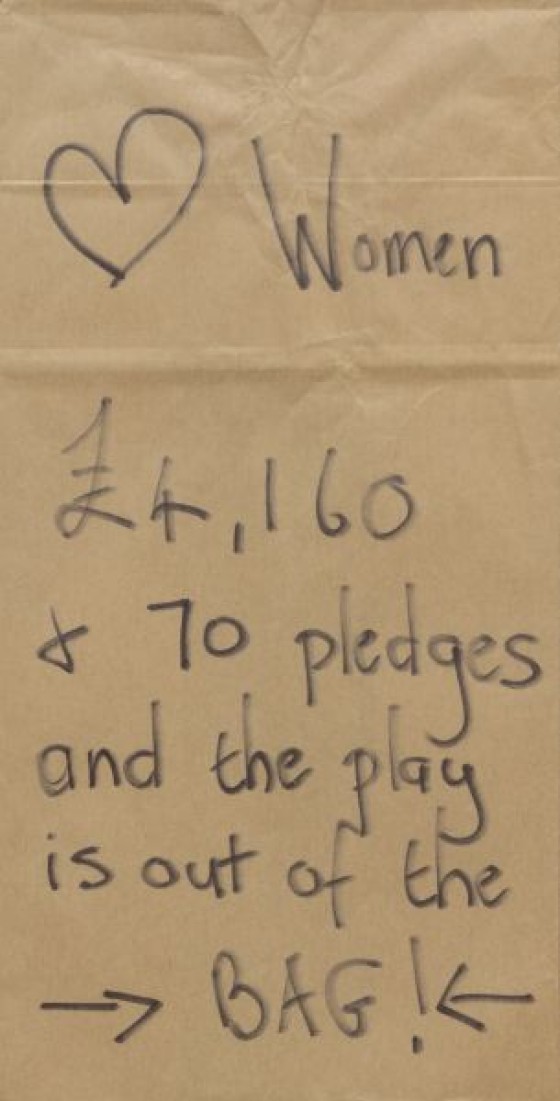 ♡ Women
£4,160
& 70 pledges
and the play
is out of the
→ BAG! ←